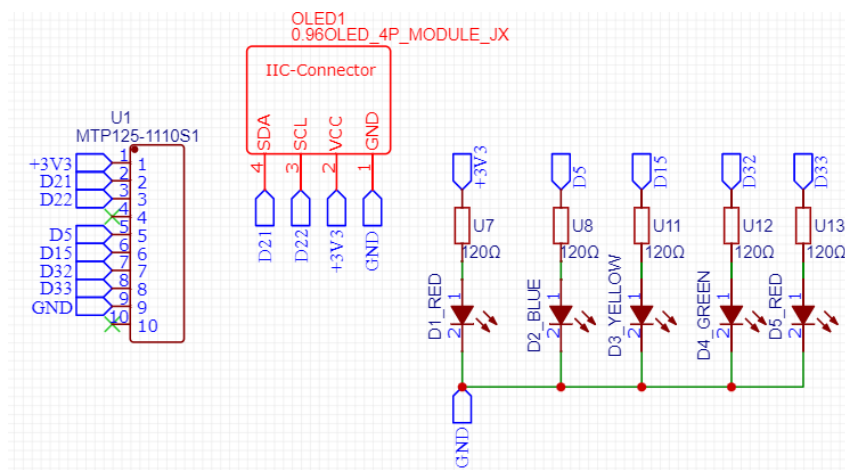 OLED1
0.96OLED_4P_MODULE_JX
IIC-Connector
SDA
SCL
VCC
GND
4
3
2
1
D21
D22
+3V3
GND
U1
MTP125-1110S1
+3V3 1 1
D21 2 2
D22 3 3
4 4
D5 5 5
D15 6 6
D32 7 7
D33 8 8
GND 9 9
10 10
+3V3
D5
D15
D32
D33
U7
120Ω
U8
120Ω
U11
120Ω
U12
120Ω
U13
120Ω
D1_RED
1
2
D2_BLUE
1
2
D3_YELLOW
1
2
D4_GREEN
1
2
D5_RED
1
2
GND